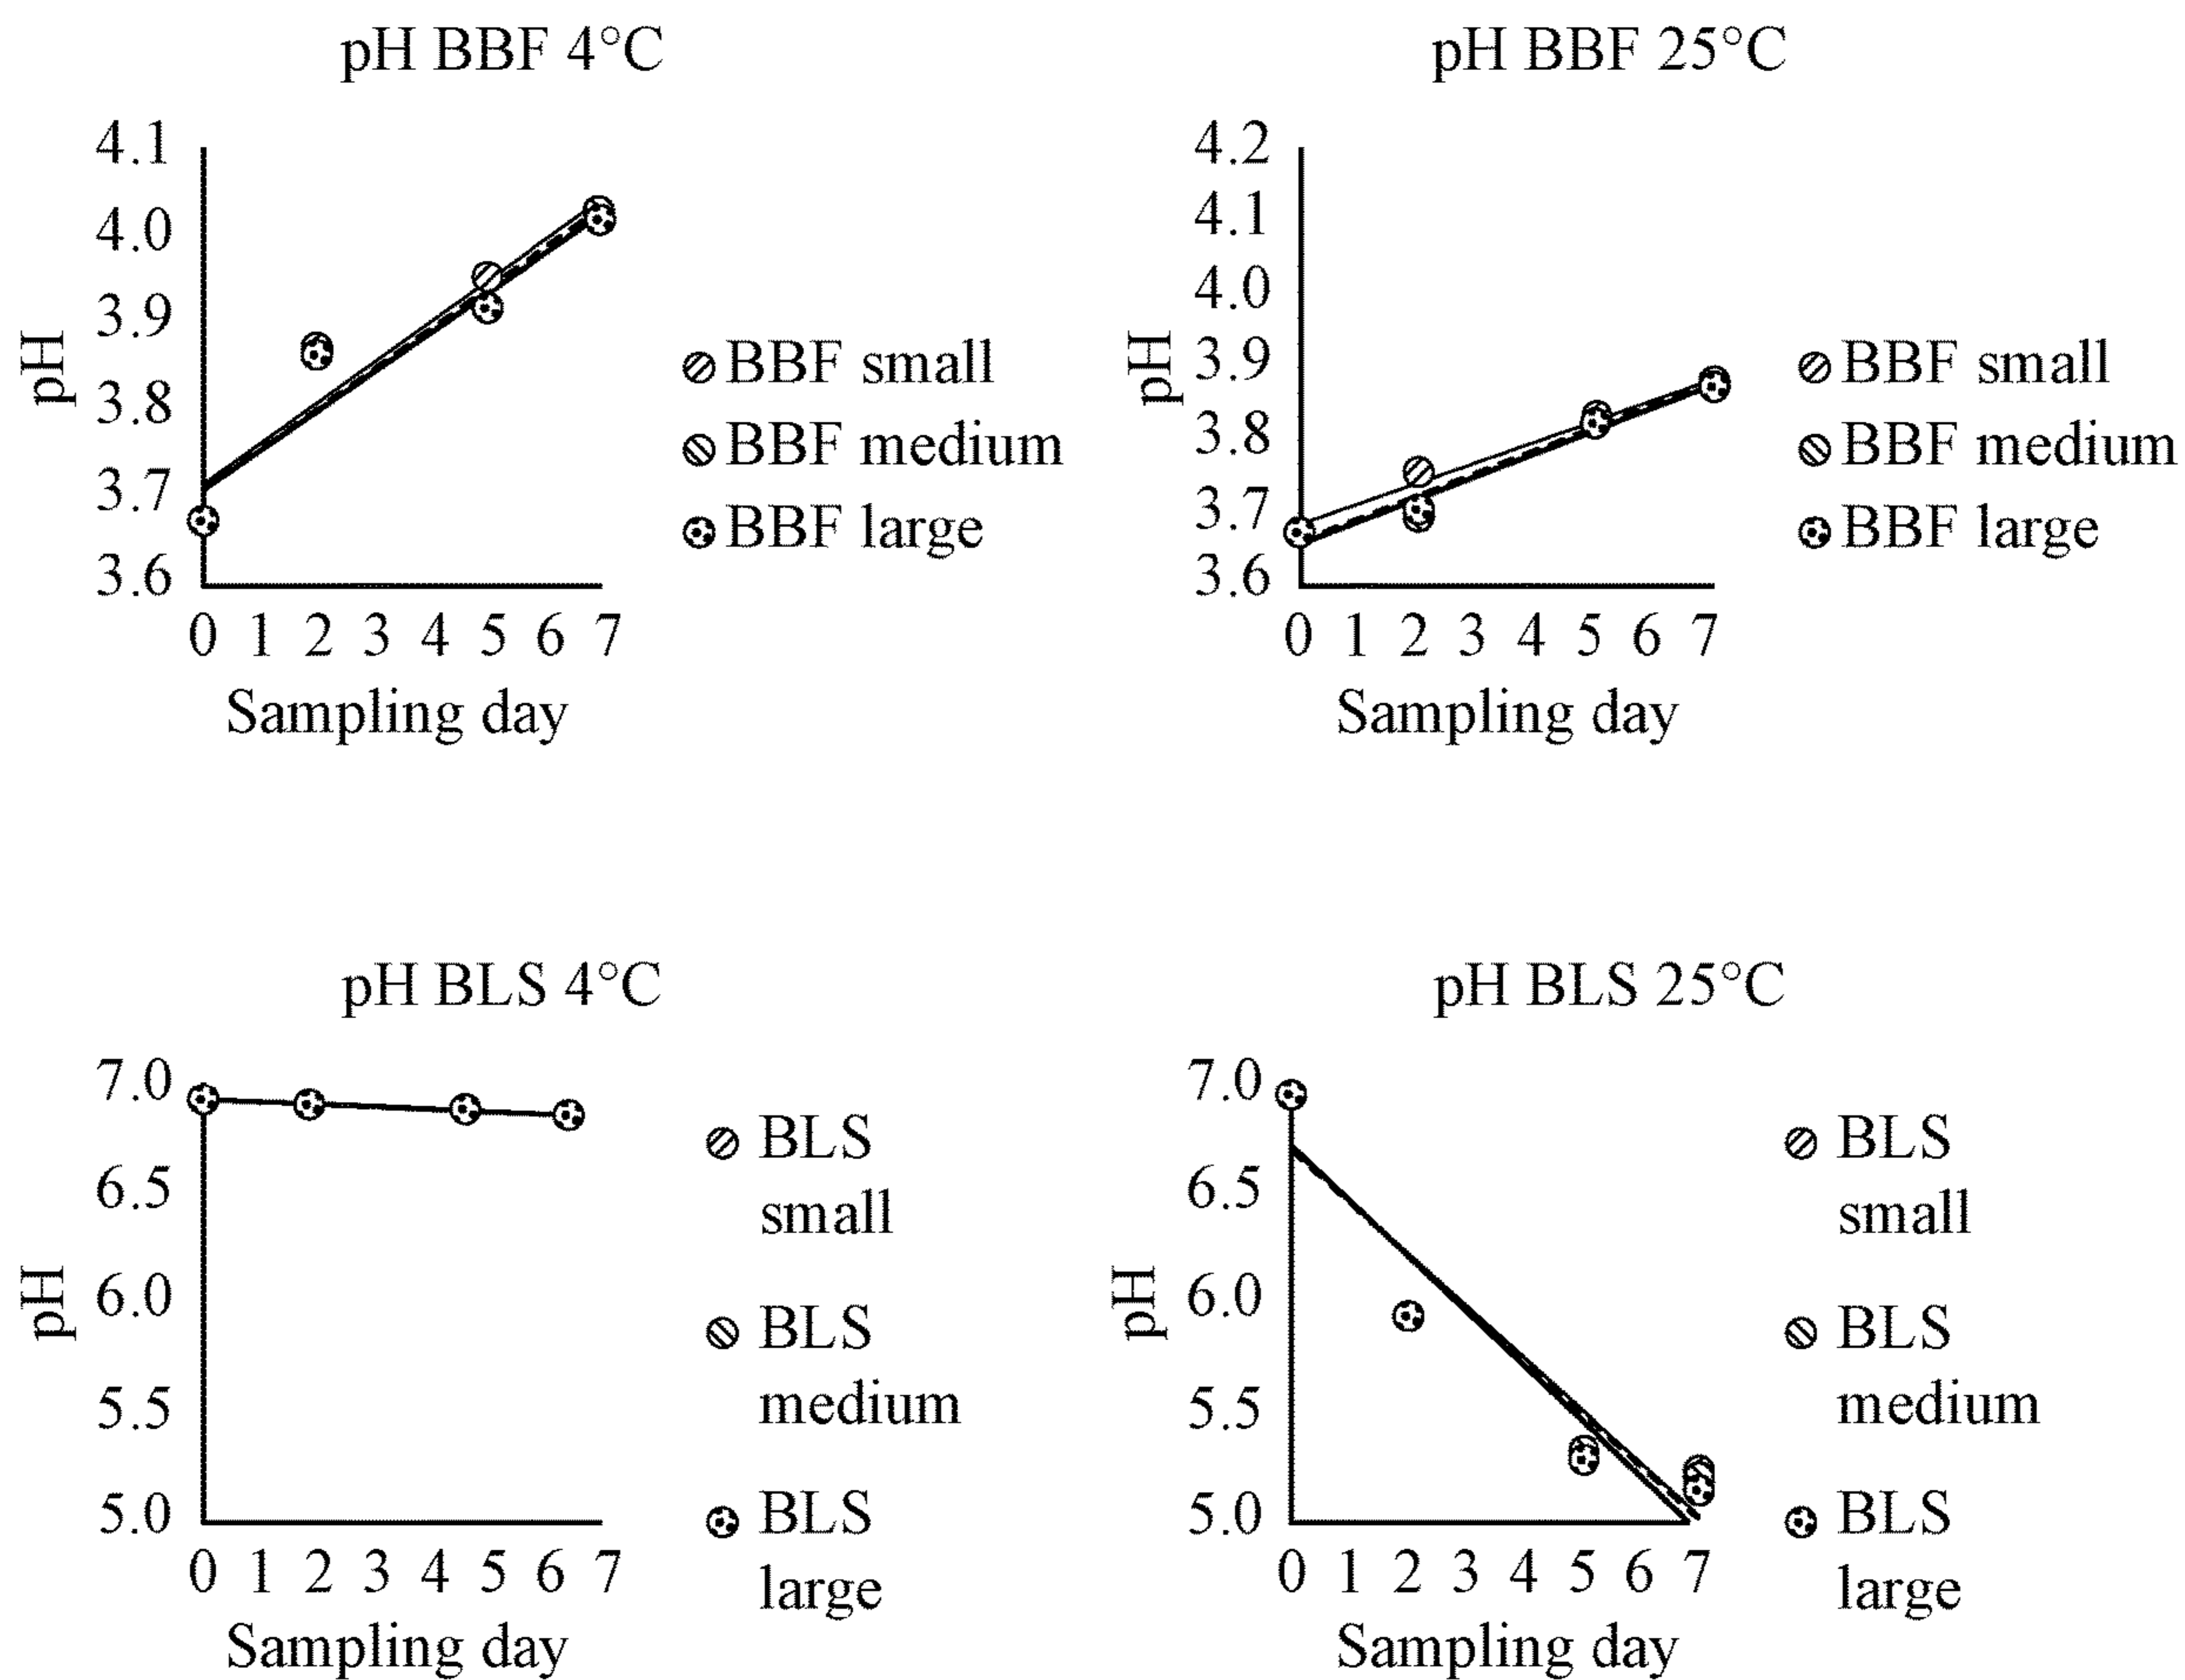 pH BBF 4°C
4.1
4.0
3.9
3.8
3.7
3.6
pH
0 1 2 3 4 5 6 7
Sampling day
BBF small
BBF medium
BBF large
pH BBF 25°C
4.2
4.1
4.0
3.9
3.8
3.7
3.6
pH
0 1 2 3 4 5 6 7
Sampling day
BBF small
BBF medium
BBF large
pH BLS 4°C
7.0
6.5
6.0
5.5
5.0
pH
0 1 2 3 4 5 6 7
Sampling day
BLS
small
BLS
medium
BLS
large
pH BLS 25°C
7.0
6.5
6.0
5.5
5.0
pH
0 1 2 3 4 5 6 7
Sampling day
BLS
small
BLS
medium
BLS
large